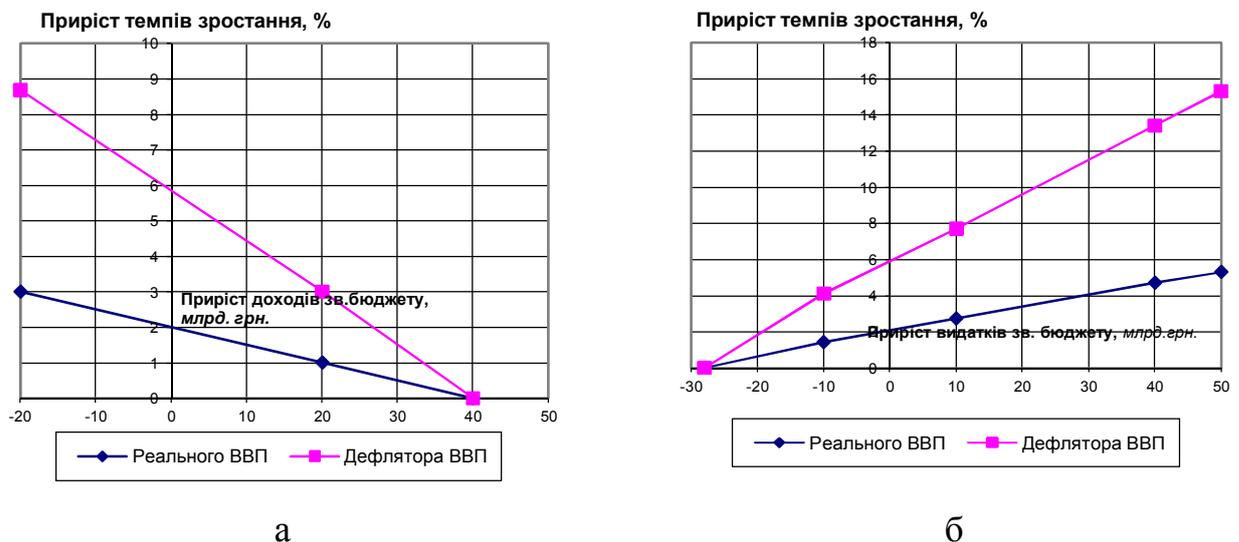 Приріст темпів зростання, %
10
9
8
7
6
5
4
3
2
1
0
-20 -10 0 10 20 30 40 50
Приріст доходів зв.бюджету,
млрд. грн.
Реального ВВП Дефлятора ВВП
а
Приріст темпів зростання, %
18
16
14
12
10
8
6
4
2
0
-30 -20 -10 0 10 20 30 40 50
Приріст видатків зв. бюджету, млрд.грн.
Реального ВВП Дефлятора ВВП
б